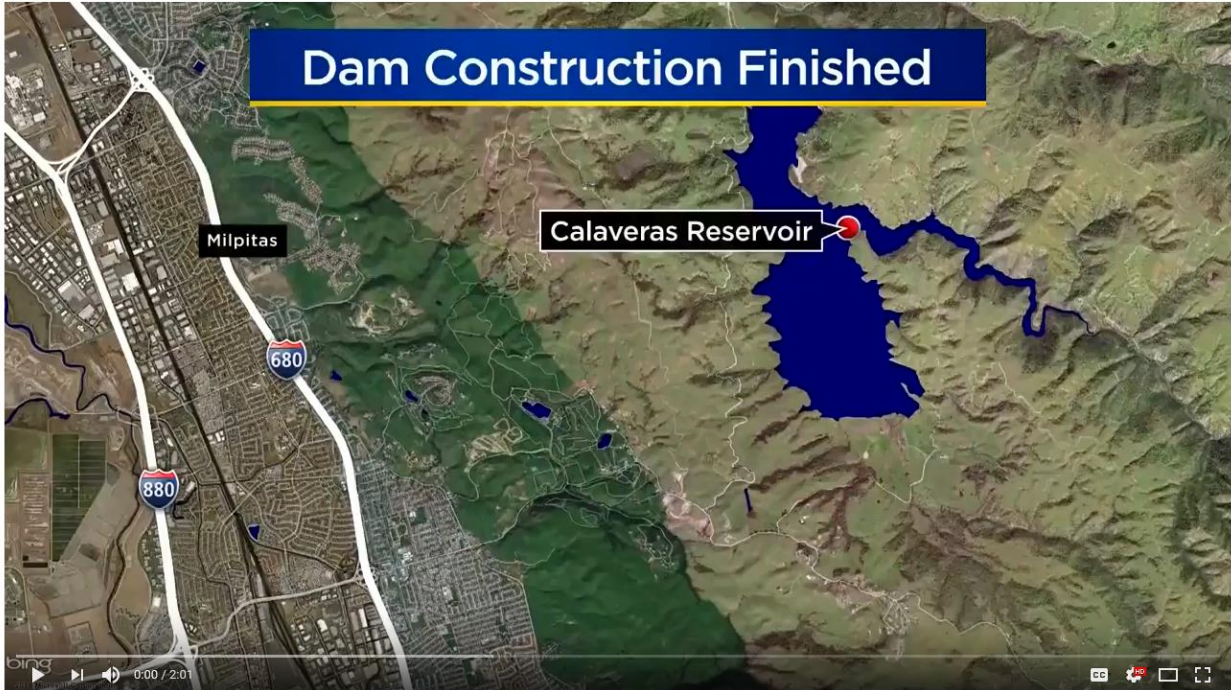 Dam Construction Finished
Calaveras Reservoir
Milpitas
680
880
bing
0:00 / 2:01
CC
HD